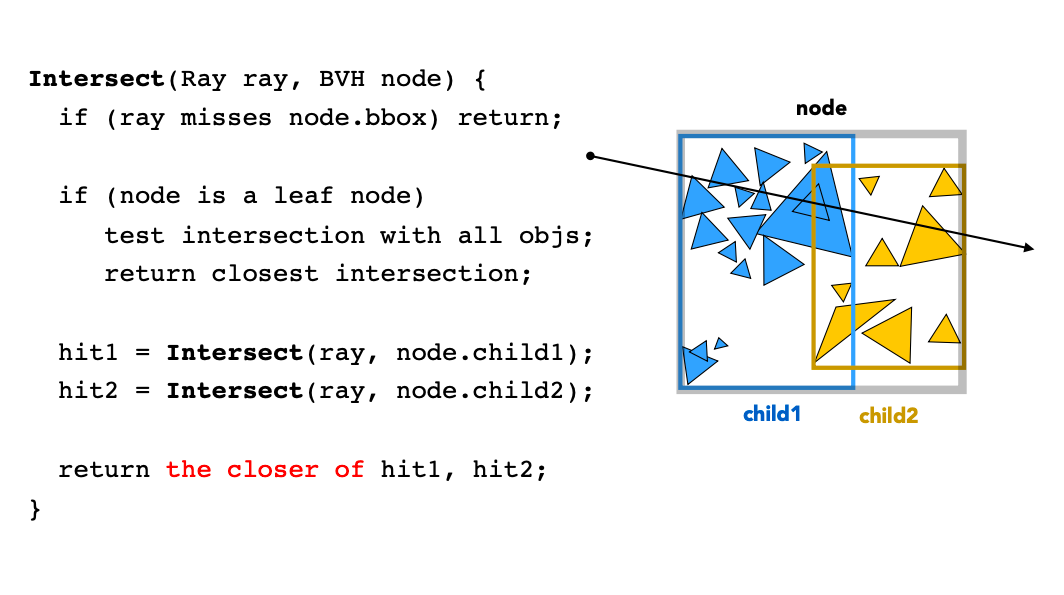 Intersect(Ray ray, BVH node) {
if (ray misses node.bbox) return;
if (node is a leaf node)
test intersection with all objs;
return closest intersection;
hit1 = Intersect(ray, node.child1);
hit2 = Intersect(ray, node.child2);
return the closer of hit1, hit2;
}
node
child1
child2